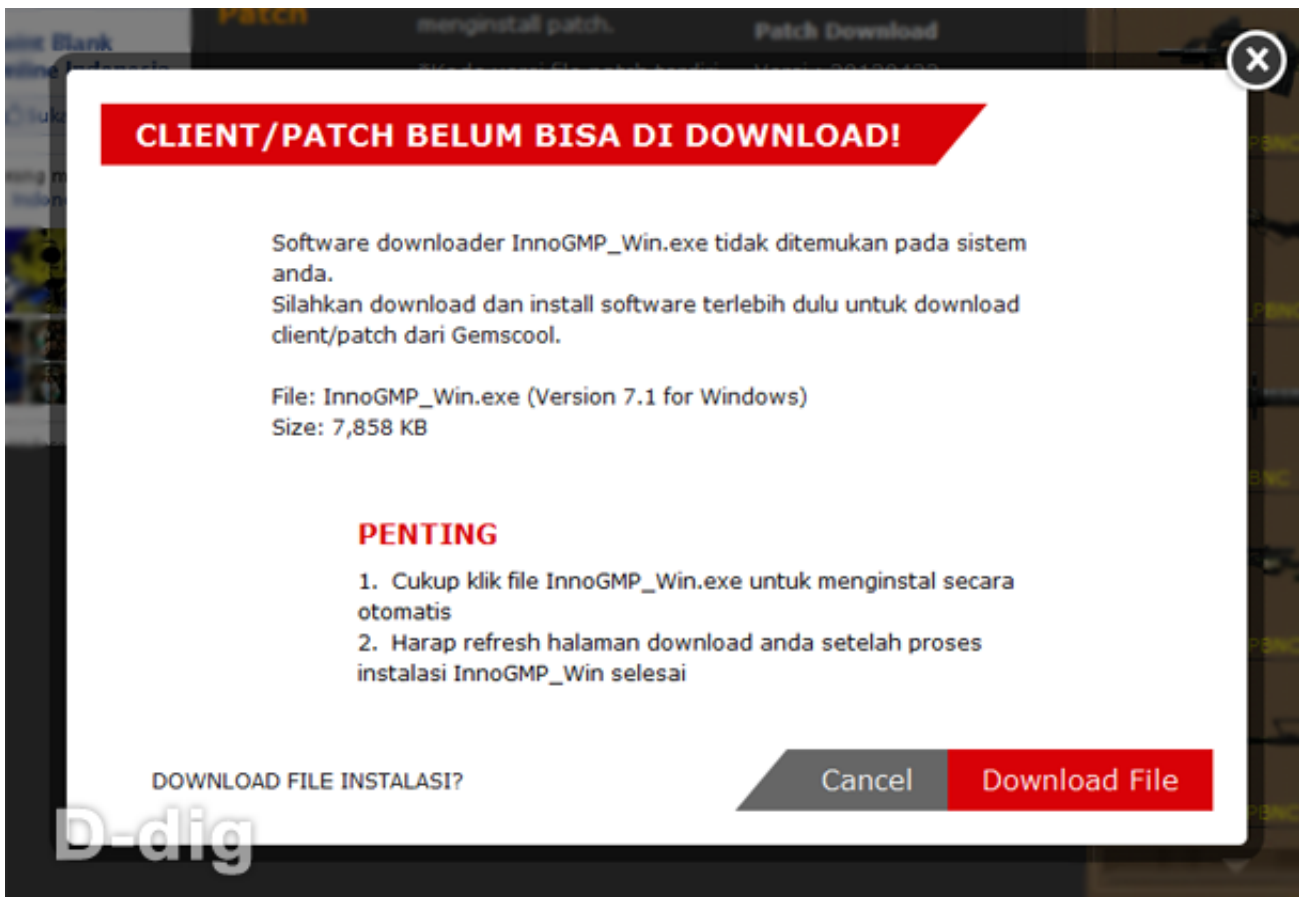 Patch
menginstall patch.
Patch Download
Blank
CLIENT/PATCH BELUM BISA DI DOWNLOAD!
Software downloader InnoGMP_Win.exe tidak ditemukan pada sistem
anda.
Silahkan download dan install software terlebih dulu untuk download
client/patch dari Gemscool.
File: InnoGMP_Win.exe (Version 7.1 for Windows)
Size: 7,858 KB
PENTING
1. Cukup klik file InnoGMP_Win.exe untuk menginstal secara
otomatis
2. Harap refresh halaman download anda setelah proses
instalasi InnoGMP_Win selesai
DOWNLOAD FILE INSTALASI?
Cancel
Download File
D-dig